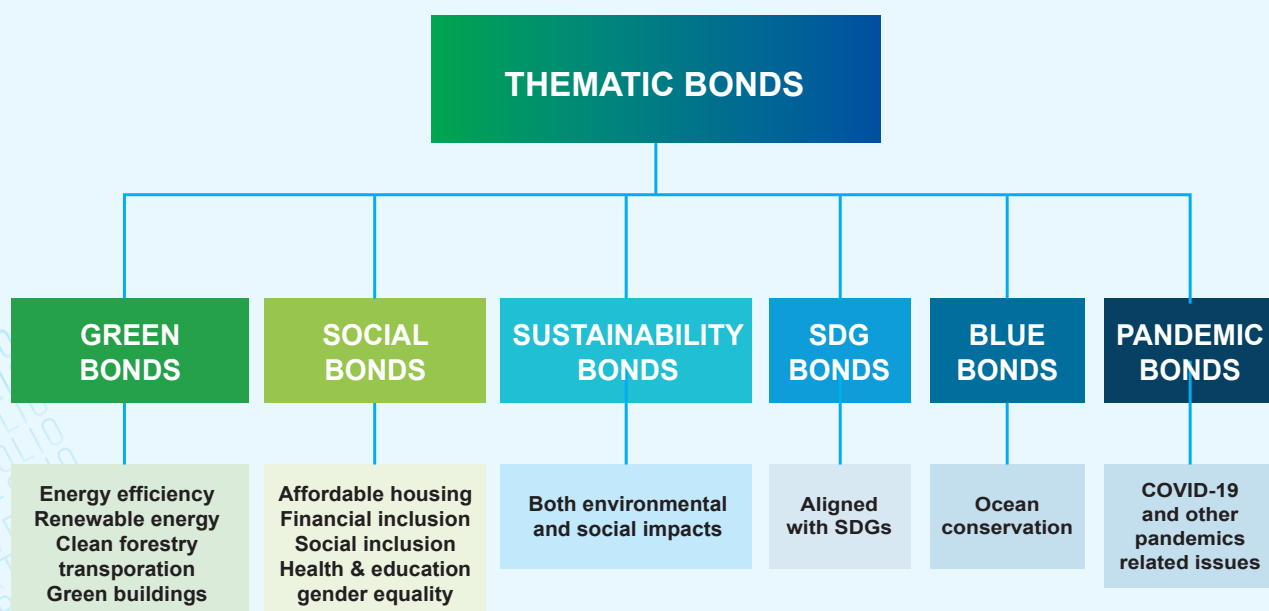 THEMATIC BONDS
GREEN
BONDS
Energy efficiency
Renewable energy
Clean forestry
transporation
Green buildings
SOCIAL
BONDS
Affordable housing
Financial inclusion
Social inclusion
Health & education
gender equality
SUSTAINABILITY
BONDS
Both environmental
and social impacts
SDG
BONDS
Aligned
with SDGs
BLUE
BONDS
Ocean
conservation
PANDEMIC
BONDS
COVID-19
and other
pandemics
related issues